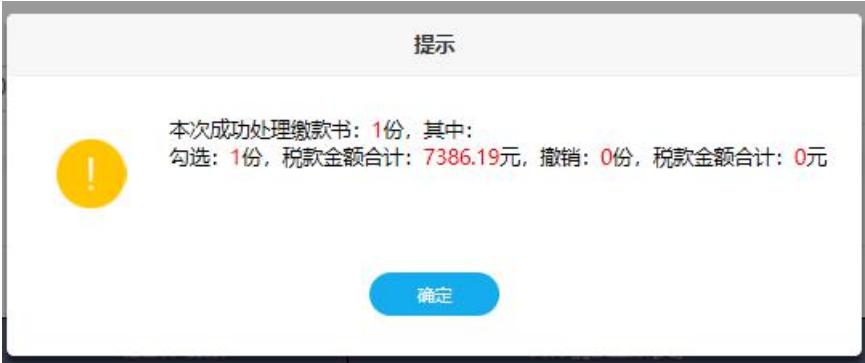 提示
本次成功处理缴款书：1份，其中：
勾选：1份，税款金额合计：7386.19元，撤销：0份，税款金额合计：0元
确定